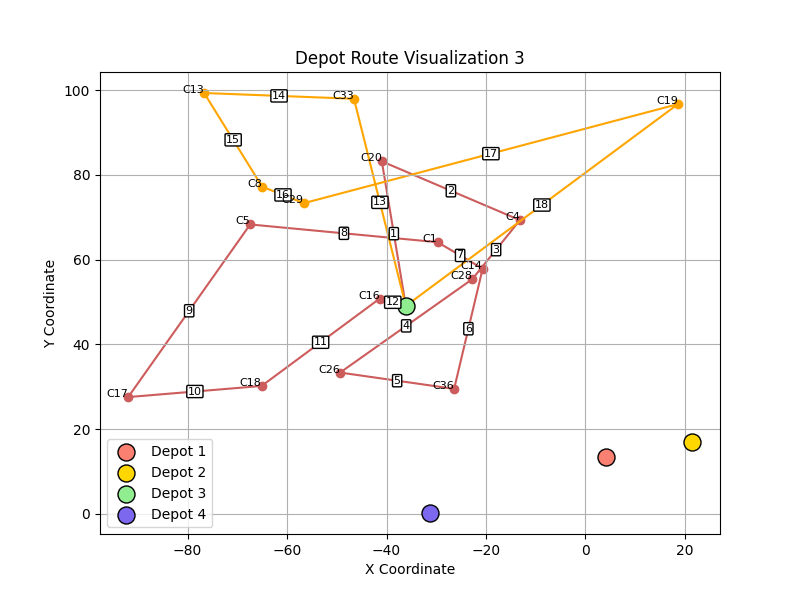 Depot Route Visualization 3
100
80
60
40
20
0
Y Coordinate
−80
−60
−40
−20
0
20
X Coordinate
C13
14
C33
C19
15
17
C20
C8
16
C29
2
13
18
C5
8
1
C1
C4
3
7
C14
C28
C16
12
9
4
6
11
C26
5
C36
C18
C17
10
Depot 1
Depot 2
Depot 3
Depot 4